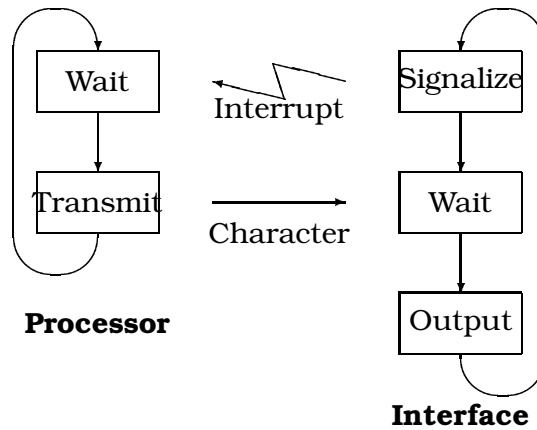 Wait
Signalize
Interrupt
Transmit
Wait
Character
Output
Processor
Interface